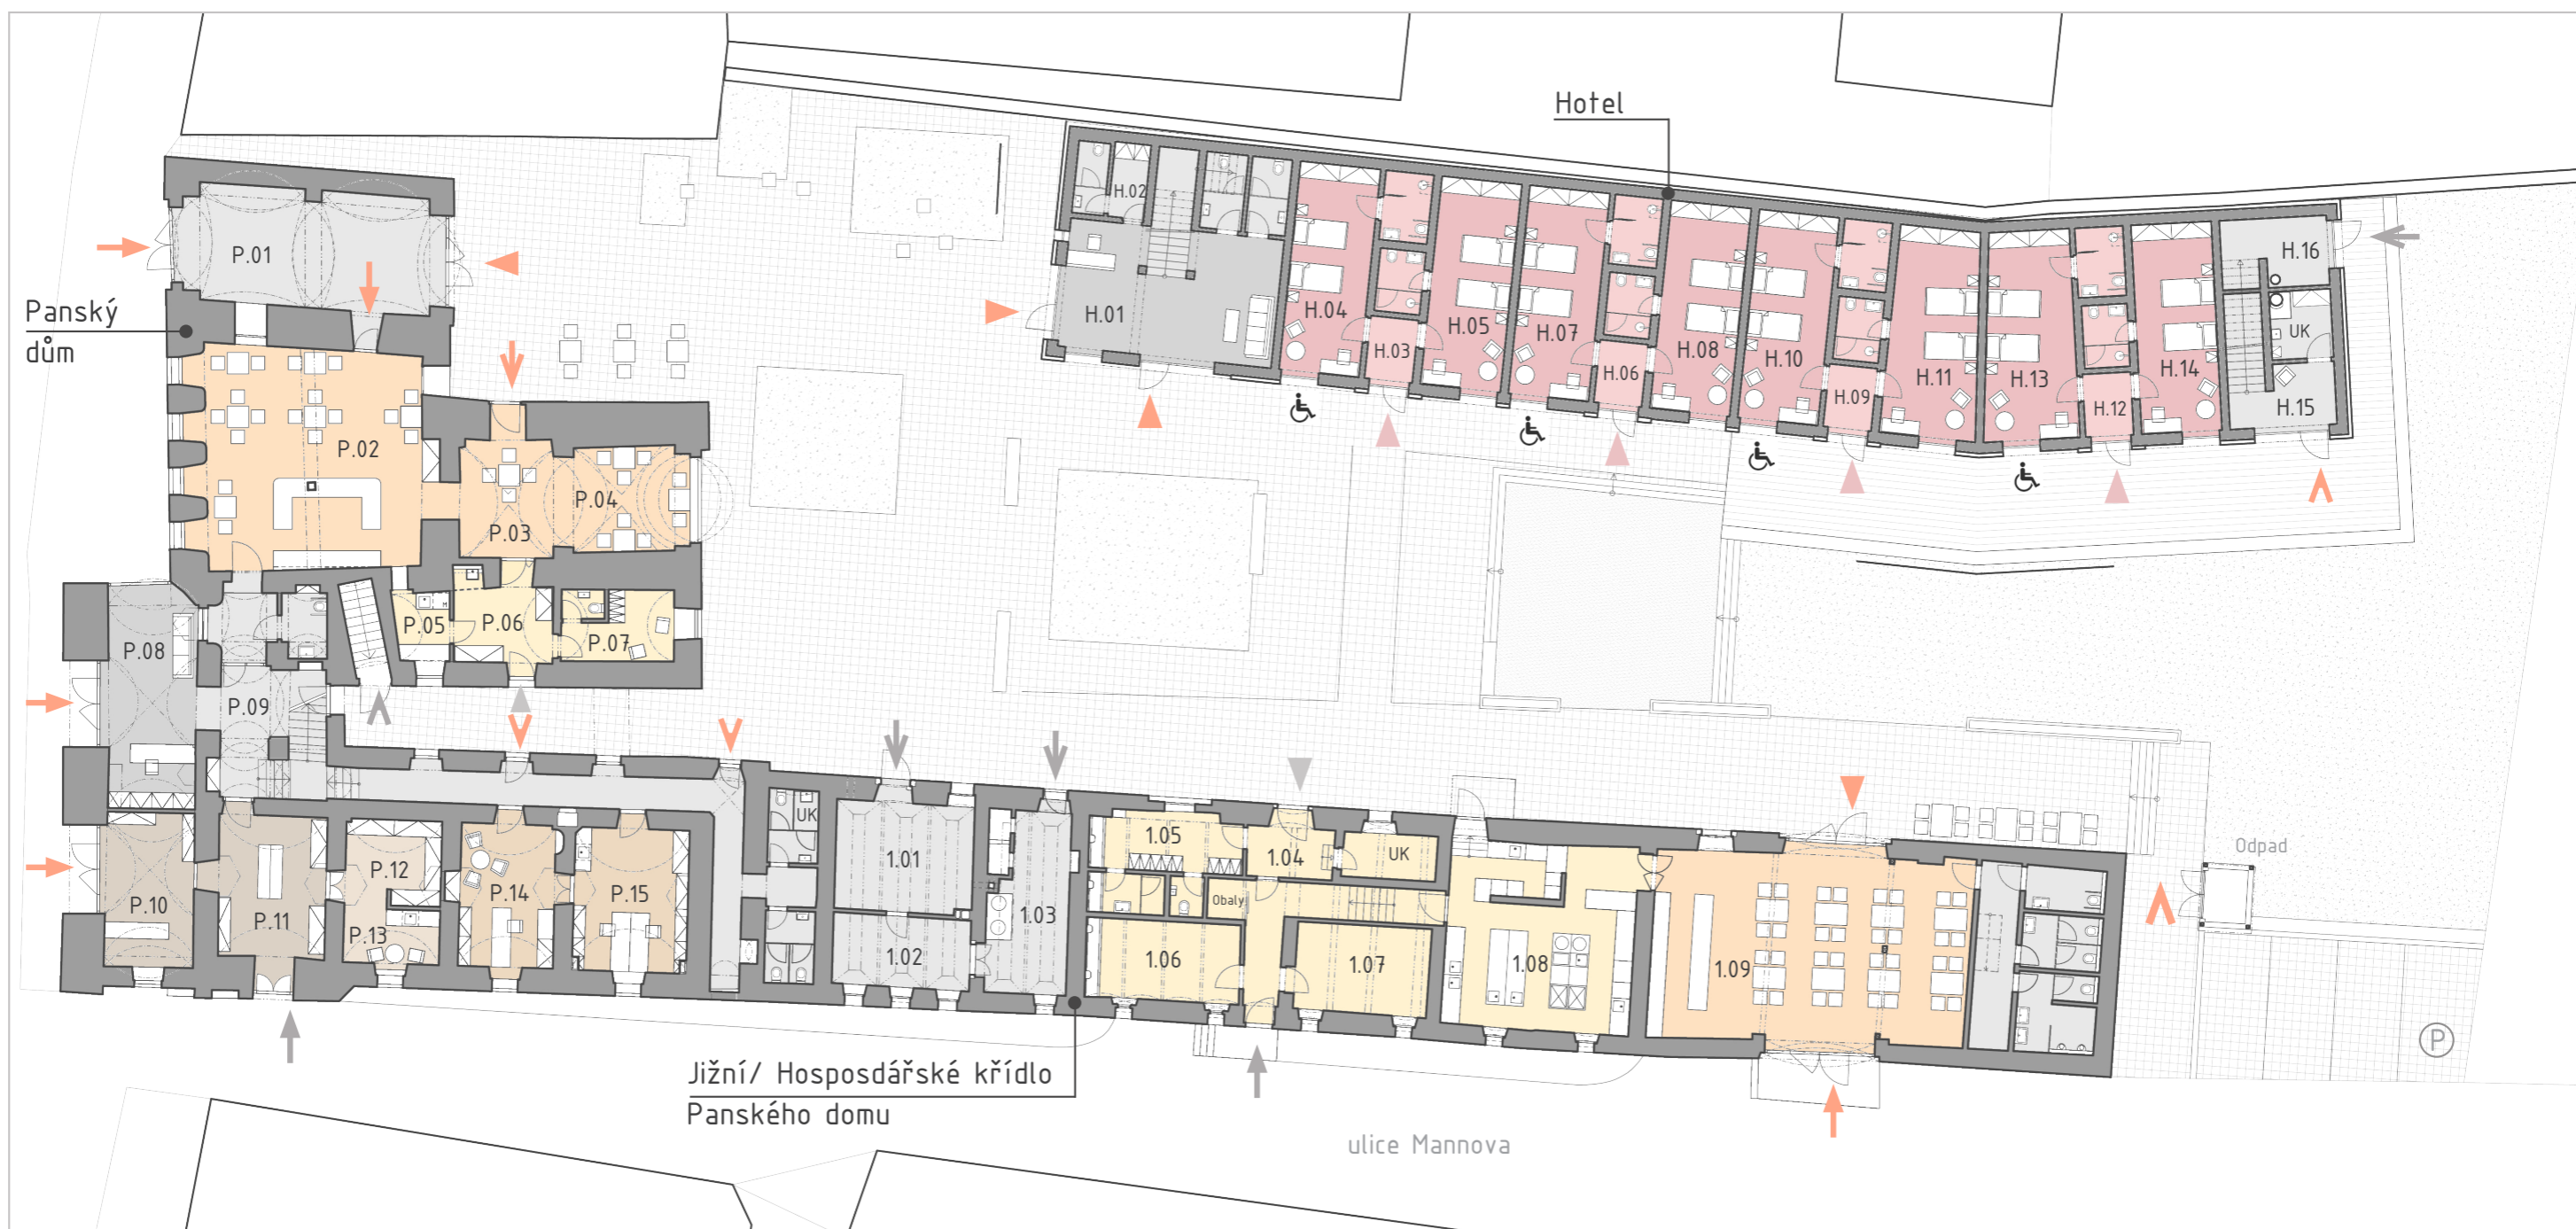 Hotel
Panský
dům
P.01
P.02
P.03
P.04
P.05
M
P.06
P.07
P.08
P.09
P.10
P.11
P.12
P.13
P.14
P.15
UK
H.01
H.02
H.03
H.04
H.05
H.06
H.07
H.08
H.09
H.10
H.11
H.12
H.13
H.14
H.15
H.16
UK
1.01
1.02
1.03
1.04
1.05
UK
Obaly
1.06
1.07
1.08
1.09
Odpad
P
Jižní/ Hosposdářské křídlo
Panského domu
ulice Mannova